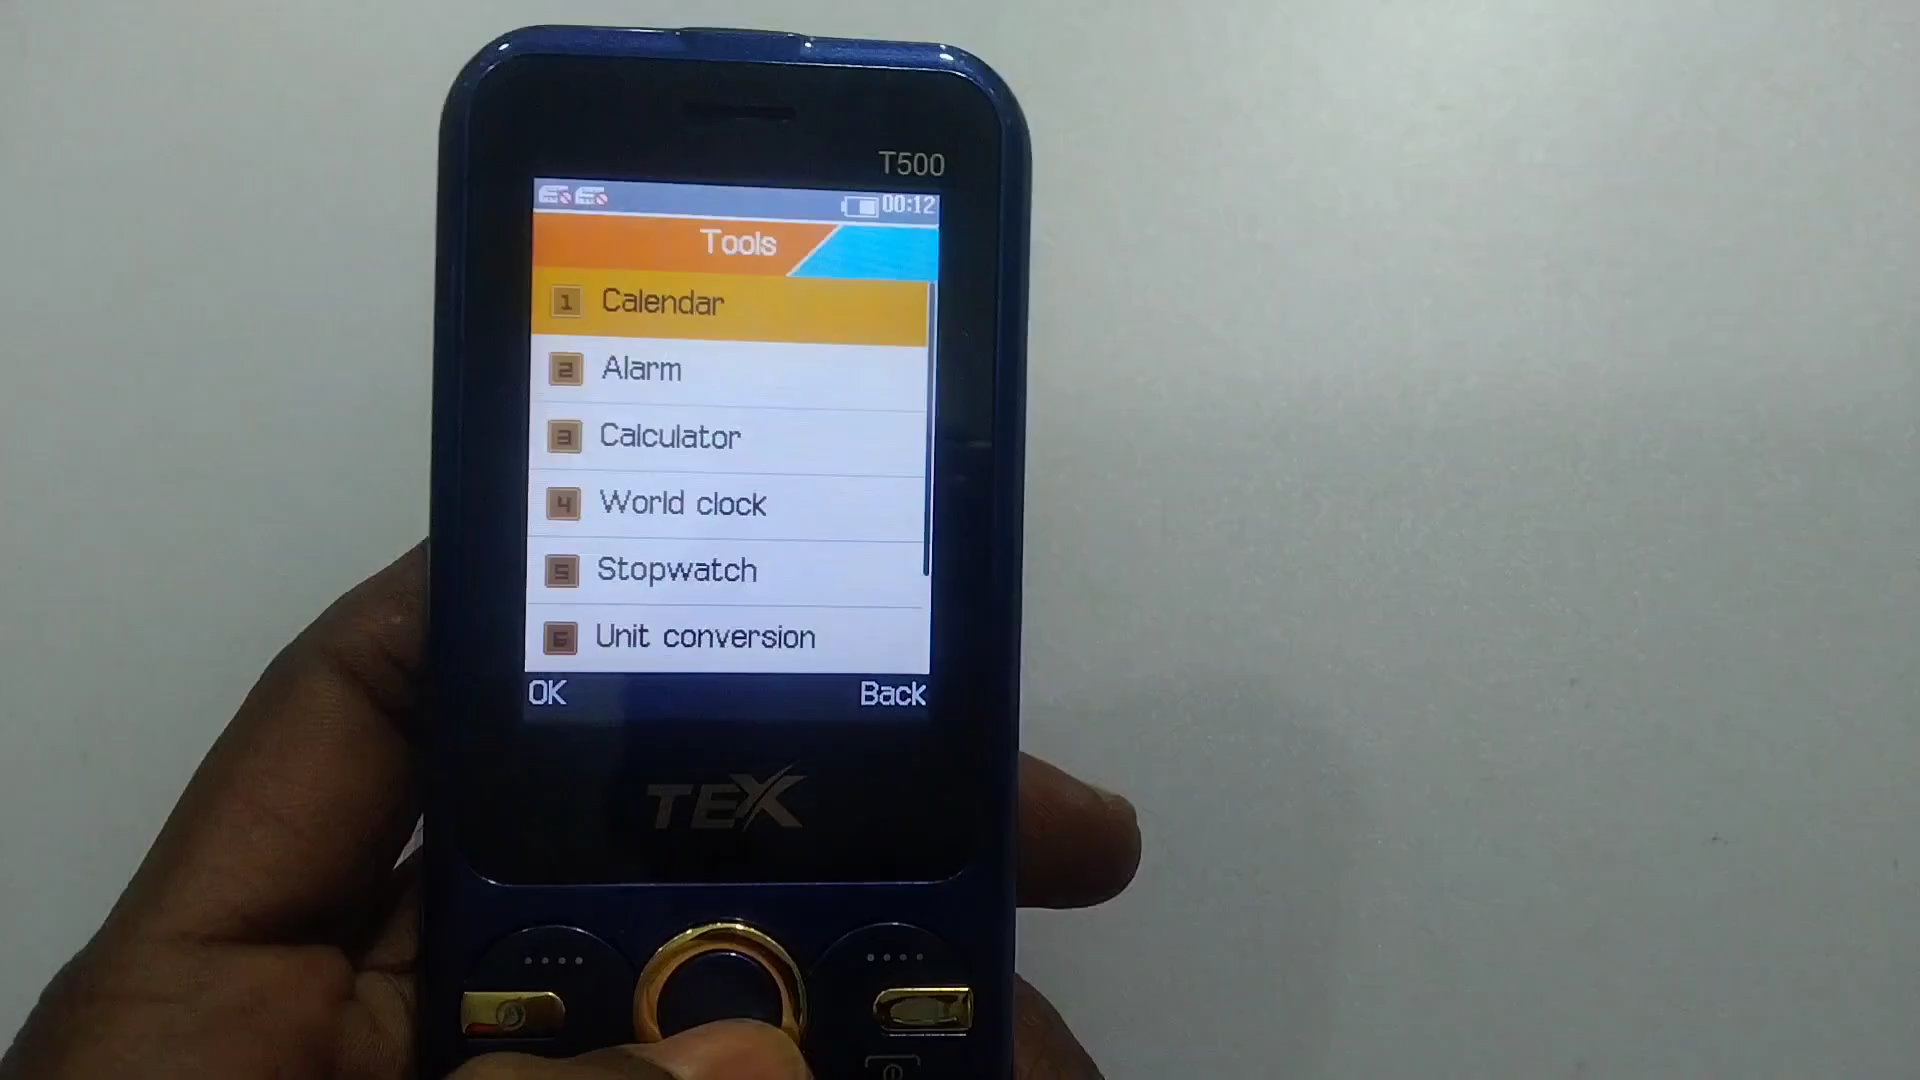 T500
00:12
Tools
1 Calendar
2 Alarm
3 Calculator
4 World clock
5 Stopwatch
6 Unit conversion
OK Back
TEX